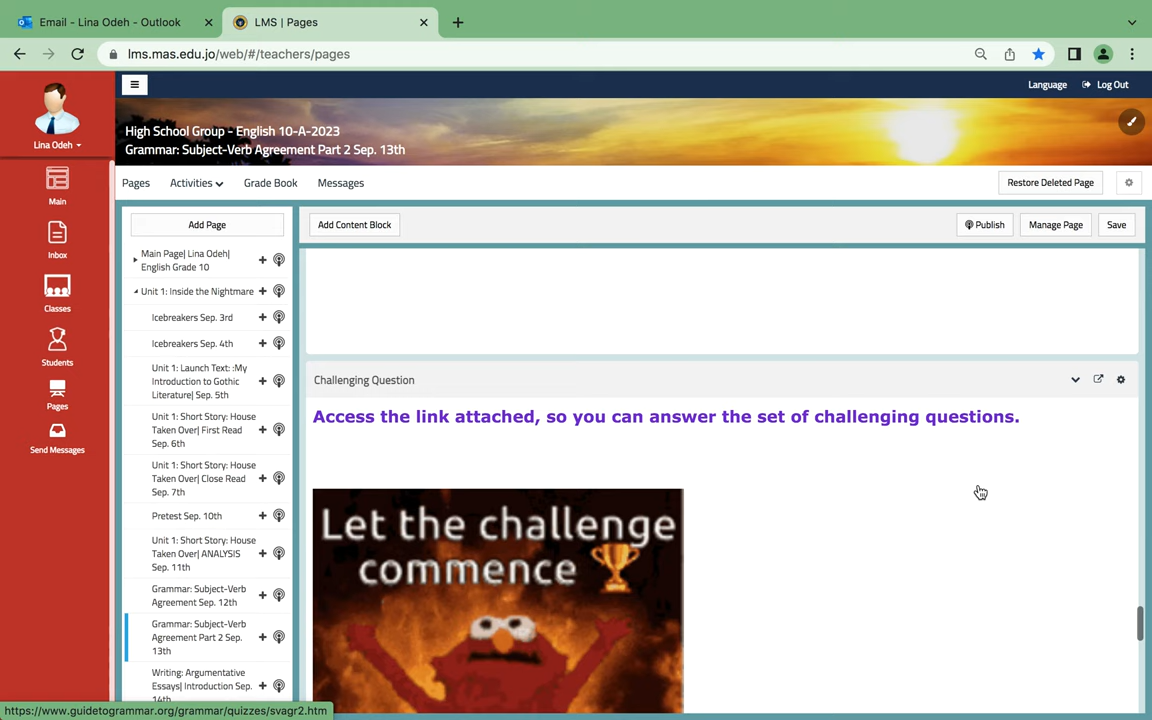 Email - Lina Odeh - Outlook
LMS | Pages
lms.mas.edu.jo/web/#/teachers/pages
Language
Log Out
High School Group - English 10-A-2023
Grammar: Subject-Verb Agreement Part 2 Sep. 13th
Lina Odeh
Pages
Activities
Grade Book
Messages
Restore Deleted Page
Main
Inbox
Classes
Students
Pages
Send Messages
Add Page
Add Content Block
Publish
Manage Page
Save
Main Page| Lina Odeh|
English Grade 10
Unit 1: Inside the Nightmare
Icebreakers Sep. 3rd
Icebreakers Sep. 4th
Unit 1: Launch Text: :My
Introduction to Gothic
Literature| Sep. 5th
Unit 1: Short Story: House
Taken Over| First Read
Sep. 6th
Unit 1: Short Story: House
Taken Over| Close Read
Sep. 7th
Pretest Sep. 10th
Unit 1: Short Story: House
Taken Over| ANALYSIS
Sep. 11th
Grammar: Subject-Verb
Agreement Sep. 12th
Grammar: Subject-Verb
Agreement Part 2 Sep.
13th
Writing: Argumentative
Essays| Introduction Sep.
14th
Challenging Question
Access the link attached, so you can answer the set of challenging questions.
Let the challenge
commence
https://www.guidetogrammar.org/grammar/quizzes/svagr2.htm